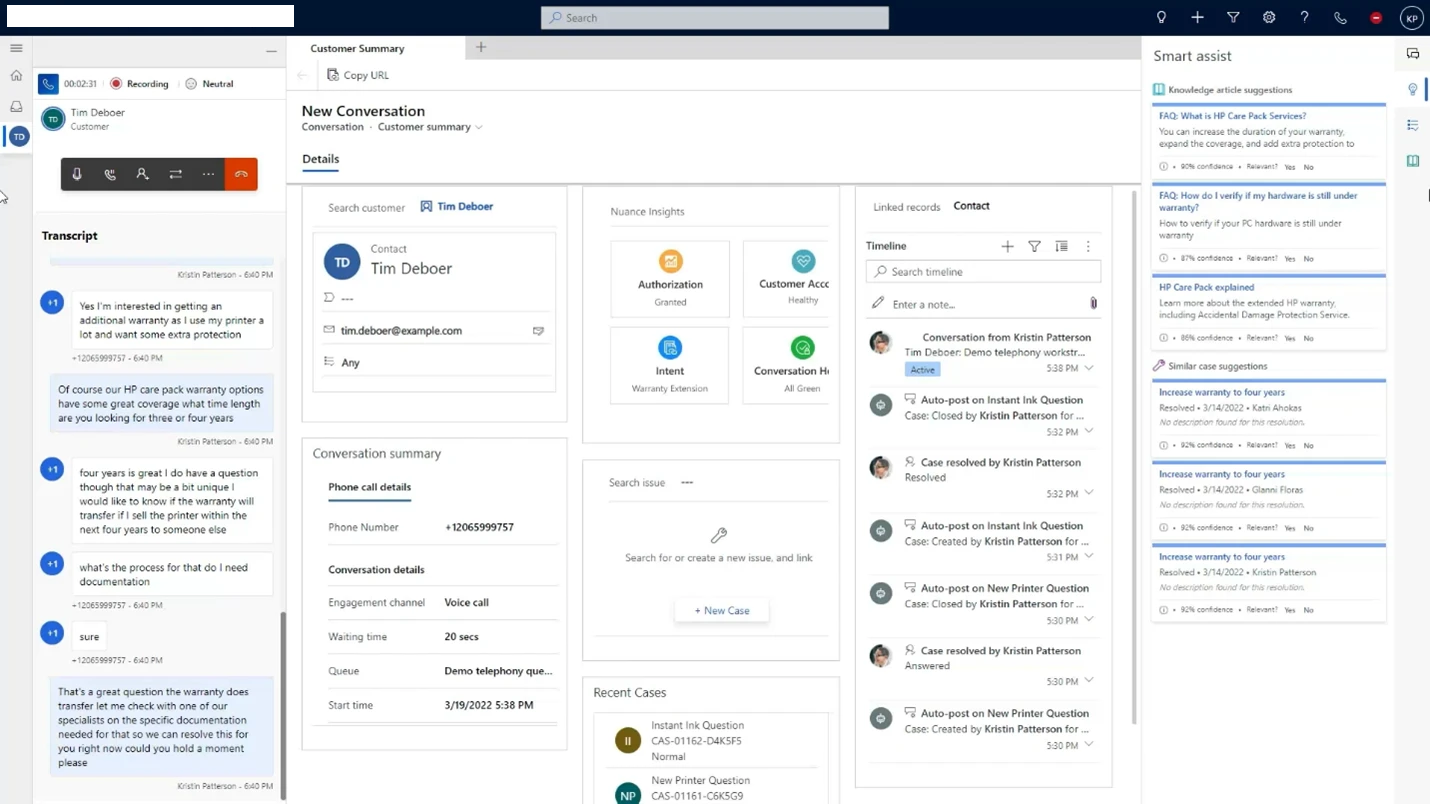 Search
KP
00:02:31
Recording
Neutral
TD
Tim Deboer
Customer
TD
Transcript
Kristin Patterson - 6:40 PM
+1
Yes I'm interested in getting an
additional warranty as I use my printer a
lot and want some extra protection
+12065999757 - 6:40 PM
Of course our HP care pack warranty options
have some great coverage what time length
are you looking for three or four years
Kristin Patterson - 6:40 PM
+1
four years is great I do have a question
though that may be a bit unique I
would like to know if the warranty will
transfer if I sell the printer within the
next four years to someone else
+1
what's the process for that do I need
documentation
+12065999757 - 6:40 PM
+1
sure
+12065999757 - 6:40 PM
That's a great question the warranty does
transfer let me check with one of our
specialists on the specific documentation
needed for that so we can resolve this for
you right now could you hold a moment
please
Kristin Patterson - 6:40 PM
Customer Summary
Copy URL
New Conversation
Conversation · Customer summary
Details
Search customer
Tim Deboer
TD
Contact
Tim Deboer
---
tim.deboer@example.com
Any
Conversation summary
Phone call details
Phone Number +12065999757
Conversation details
Engagement channel Voice call
Waiting time 20 secs
Queue Demo telephony que...
Start time 3/19/2022 5:38 PM
Nuance Insights
Authorization
Granted
Customer Acco
Healthy
Intent
Warranty Extension
Conversation He
All Green
Search issue ---
Search for or create a new issue, and link
+ New Case
Recent Cases
II
Instant Ink Question
CAS-01162-D4K5F5
Normal
NP
New Printer Question
CAS-01161-C6K5G9
Linked records Contact
Timeline
Search timeline
Enter a note...
Conversation from Kristin Patterson
Tim Deboer: Demo telephony workstr...
Active
5:38 PM
Auto-post on Instant Ink Question
Case: Closed by Kristin Patterson for ...
5:32 PM
Case resolved by Kristin Patterson
Resolved
5:32 PM
Auto-post on Instant Ink Question
Case: Created by Kristin Patterson for ...
5:31 PM
Auto-post on New Printer Question
Case: Closed by Kristin Patterson for ...
5:30 PM
Case resolved by Kristin Patterson
Answered
5:30 PM
Auto-post on New Printer Question
Case: Created by Kristin Patterson for ...
5:30 PM
Smart assist
Knowledge article suggestions
FAQ: What is HP Care Pack Services?
You can increase the duration of your warranty,
expand the coverage, and add extra protection to
• 90% confidence • Relevant? Yes No
FAQ: How do I verify if my hardware is still under
warranty?
How to verify if your PC hardware is still under
warranty
• 87% confidence • Relevant? Yes No
HP Care Pack explained
Learn more about the extended HP warranty,
including Accidental Damage Protection Service.
• 86% confidence • Relevant? Yes No
Similar case suggestions
Increase warranty to four years
Resolved • 3/14/2022 • Katri Ahokas
No description found for this resolution.
• 92% confidence • Relevant? Yes No
Increase warranty to four years
Resolved • 3/14/2022 • Glanni Floras
No description found for this resolution.
• 92% confidence • Relevant? Yes No
Increase warranty to four years
Resolved • 3/14/2022 • Kristin Patterson
No description found for this resolution.
• 92% confidence • Relevant? Yes No